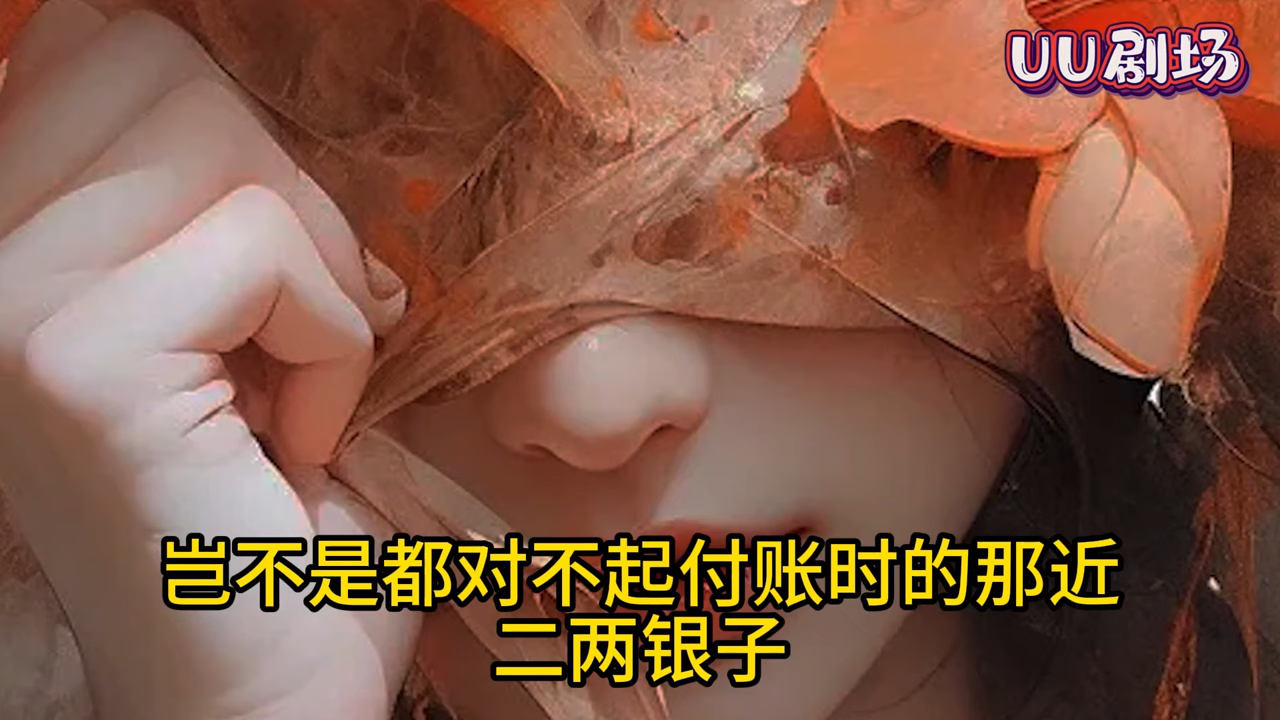 UU剧场
岂不是都对不起付账时的那近
二两银子